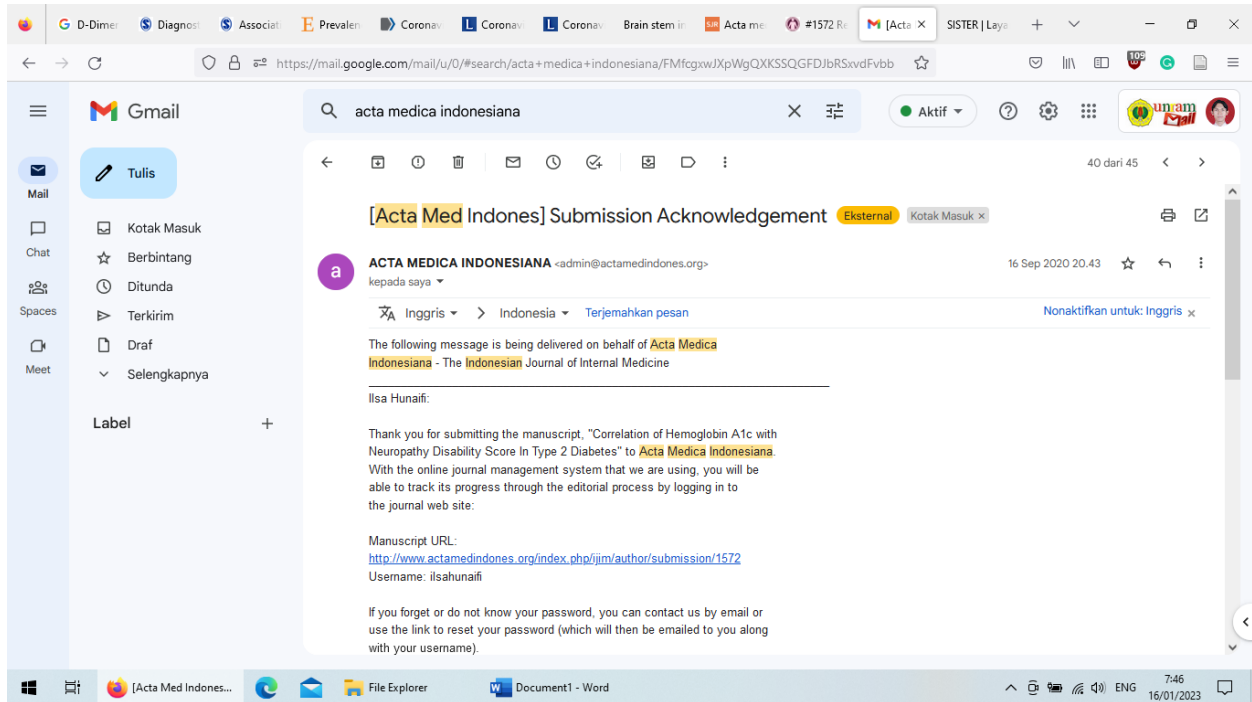 D-Dimer
Diagnost
Associati
Prevalen
Coronav
Coronav
Coronav
Brain stem in
Acta me
#1572 Re
[Acta
SISTER | Laya
https://mail.google.com/mail/u/0/#search/acta+medica+indonesiana/FMfcgxwJXpWgQXKSSQGFDJbRSxvdFvbb
109
Gmail
acta medica indonesiana
Aktif
unram
Mail
Tulis
Mail
Chat
Spaces
Meet
Kotak Masuk
Berbintang
Ditunda
Terkirim
Draf
Selengkapnya
Label
40 dari 45
[Acta Med Indones] Submission Acknowledgement Eksternal Kotak Masuk ×
a
ACTA MEDICA INDONESIANA <admin@actamedindones.org> 16 Sep 2020 20.43
kepada saya
Inggris > Indonesia Terjemahkan pesan Nonaktifkan untuk: Inggris ×
The following message is being delivered on behalf of Acta Medica
Indonesiana - The Indonesian Journal of Internal Medicine
Ilsa Hunaifi:
Thank you for submitting the manuscript, "Correlation of Hemoglobin A1c with
Neuropathy Disability Score In Type 2 Diabetes" to Acta Medica Indonesiana.
With the online journal management system that we are using, you will be
able to track its progress through the editorial process by logging in to
the journal web site:
Manuscript URL:
http://www.actamedindones.org/index.php/ijim/author/submission/1572
Username: ilsahunaifi
If you forget or do not know your password, you can contact us by email or
use the link to reset your password (which will then be emailed to you along
with your username).
[Acta Med Indones...
File Explorer
Document1 - Word
ENG
7:46
16/01/2023